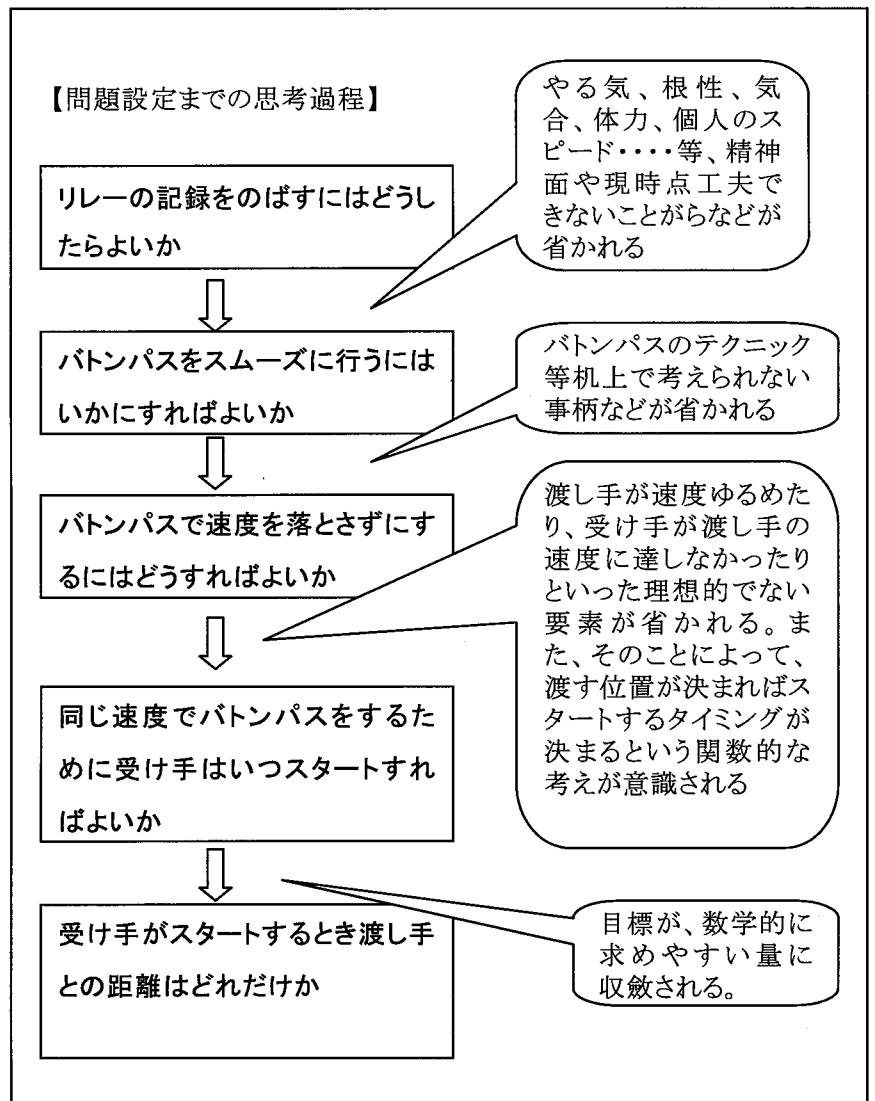 【問題設定までの思考過程】
やる気、根性、気
合、体力、個人のス
ピード・・・・等、精神
面や現時点工夫で
きないことがらなどが
省かれる
リレーの記録をのばすにはどうし
たらよいか
バトンパスをスムーズに行うには
いかにすればよいか
バトンパスのテクニック
等机上で考えられない
事柄などが省かれる
バトンパスで速度を落とさずにす
るにはどうすればよいか
渡し手が速度ゆるめた
り、受け手が渡し手の
速度に達しなかったり
といった理想的でない
要素が省かれる。ま
た、そのことによって、
渡す位置が決まればス
タートするタイミングが
決まるという関数的な
考えが意識される
同じ速度でバトンパスをするた
めに受け手はいつスタートすれ
ばよいか
受け手がスタートするとき渡し手
との距離はどれだけか
目標が、数学的に
求めやすい量に
収斂される。